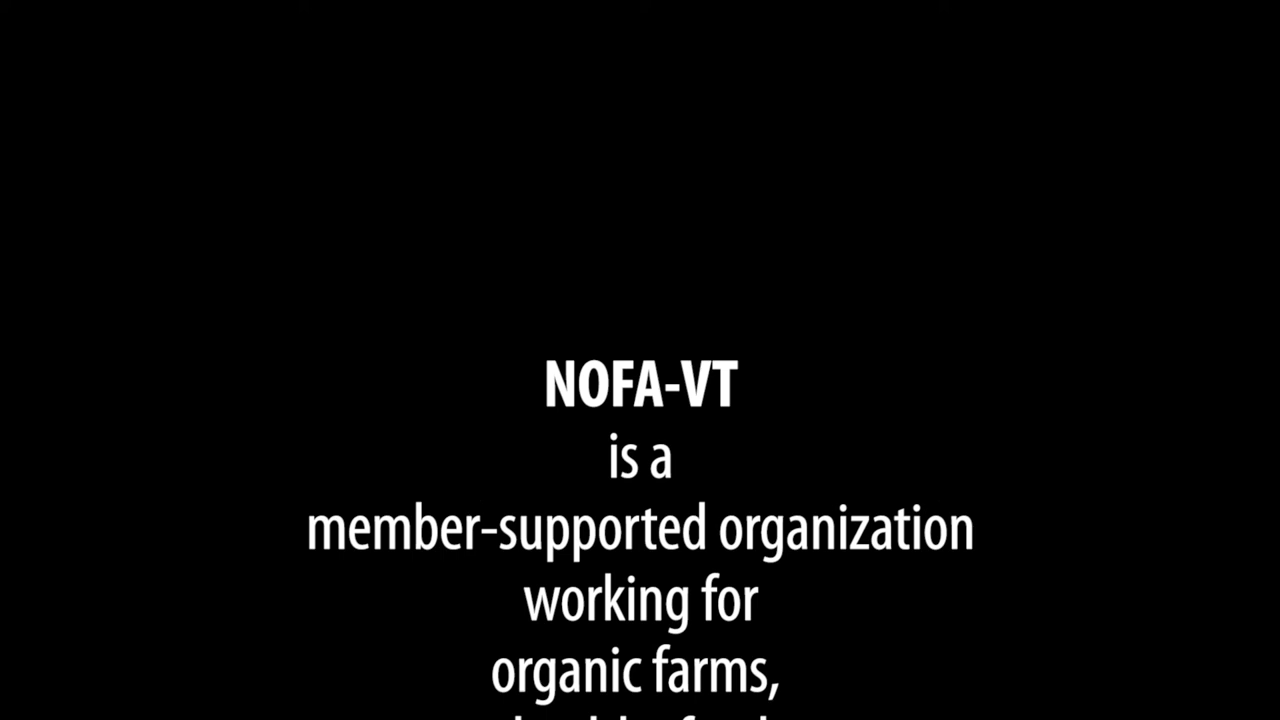 NOFA-VT
is a
member-supported organization
working for
organic farms,